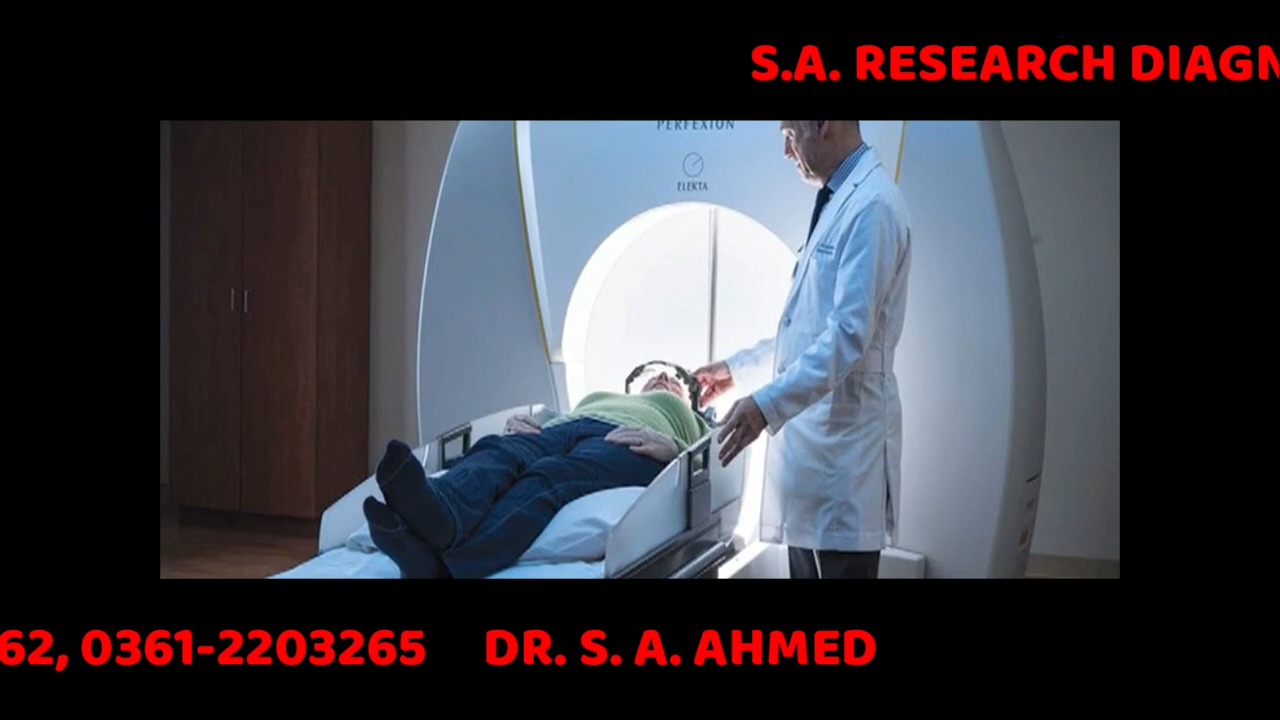 S.A. RESEARCH DIAGN
PERFEXION
ELEKTA
62, 0361-2203265 DR. S. A. AHMED